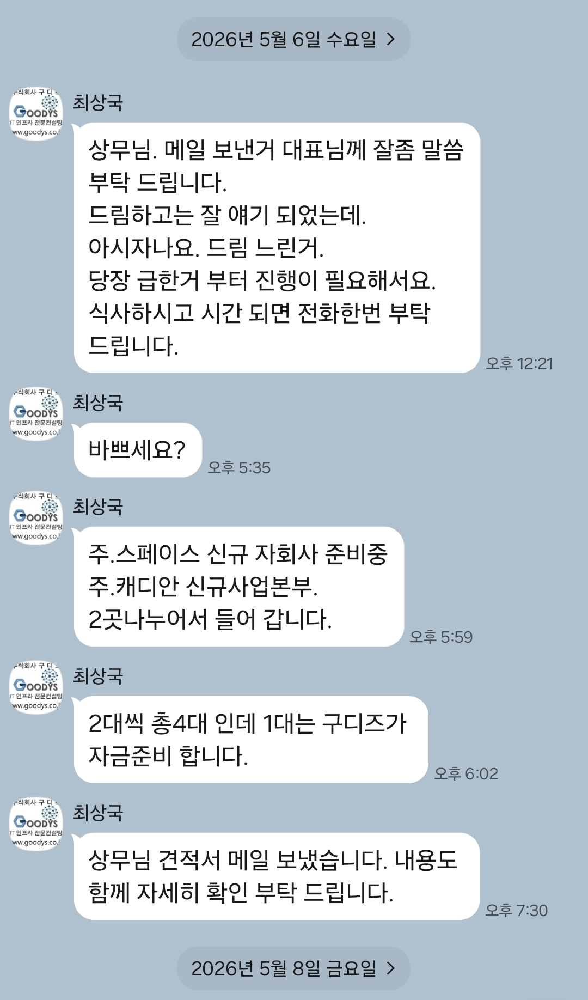 2026년 5월 6일 수요일 >
식회사 구 디
GOODYS
IT 인프라 전문컨설팅
ww.goodys.co.
최상국
상무님. 메일 보낸거 대표님께 잘좀 말씀
부탁 드립니다.
드림하고는 잘 얘기 되었는데.
아시자나요. 드림 느린거.
당장 급한거 부터 진행이 필요해서요.
식사하시고 시간 되면 전화한번 부탁
드립니다.
오후 12:21
식회사 구 디
GOODYS
IT 인프라 전문컨설팅
ww.goodys.co.
최상국
바쁘세요?
오후 5:35
식회사 구 디
GOODYS
IT 인프라 전문컨설팅
ww.goodys.co.
최상국
주.스페이스 신규 자회사 준비중
주.캐디안 신규사업본부.
2곳나누어서 들어 갑니다.
오후 5:59
식회사 구 디
GOODYS
IT 인프라 전문컨설팅
ww.goodys.co.
최상국
2대씩 총4대 인데 1대는 구디즈가
자금준비 합니다.
오후 6:02
식회사 구 디
GOODYS
IT 인프라 전문컨설팅
ww.goodys.co.
최상국
상무님 견적서 메일 보냈습니다. 내용도
함께 자세히 확인 부탁 드립니다.
오후 7:30
2026년 5월 8일 금요일 >